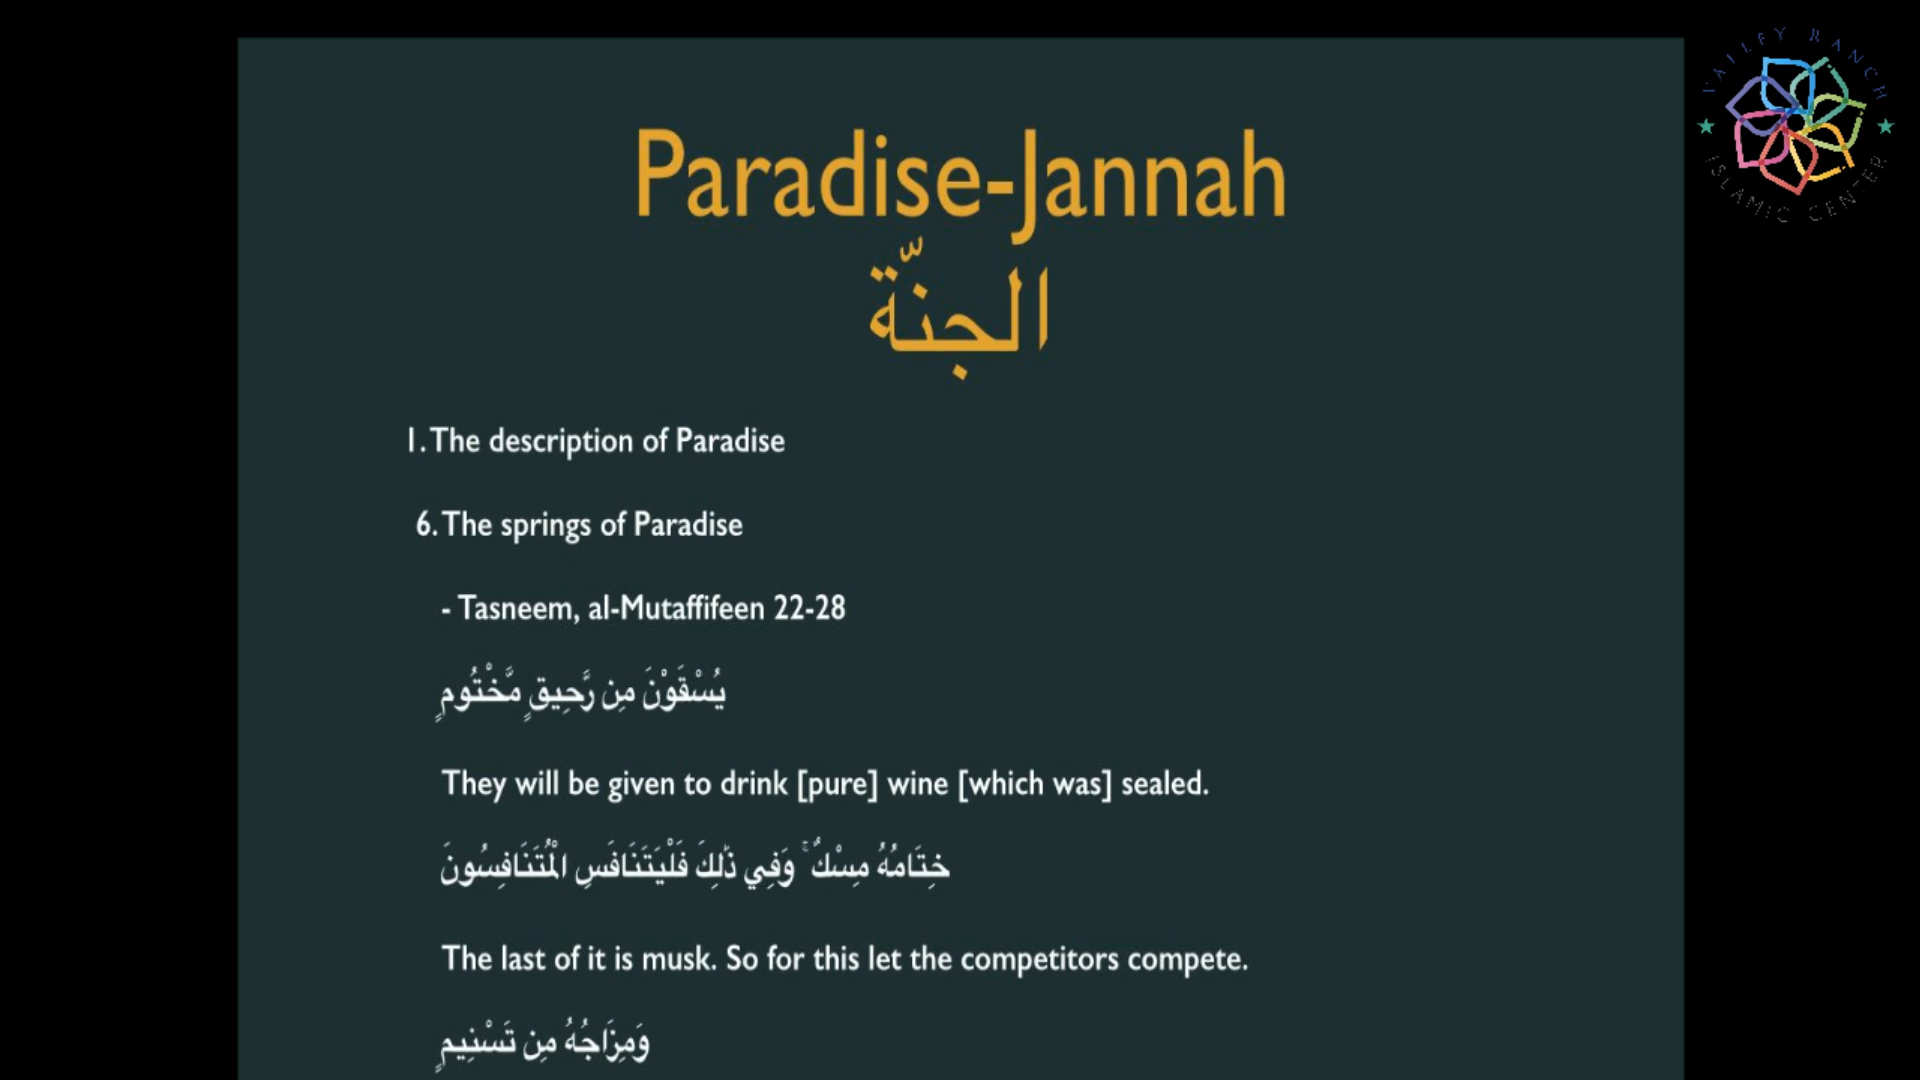 VALLEY RANCH
ISLAMIC CENTER
Paradise-Jannah
الجنّة
1. The description of Paradise
6. The springs of Paradise
- Tasneem, al-Mutaffifeen 22-28
يُسْقَوْنَ مِن رَّحِيقٍ مَّخْتُومٍ
They will be given to drink [pure] wine [which was] sealed.
خِتَامُهُ مِسْكٌ ۚ وَفِي ذَٰلِكَ فَلْيَتَنَافَسِ الْمُتَنَافِسُونَ
The last of it is musk. So for this let the competitors compete.
وَمِزَاجُهُ مِن تَسْنِيمٍ